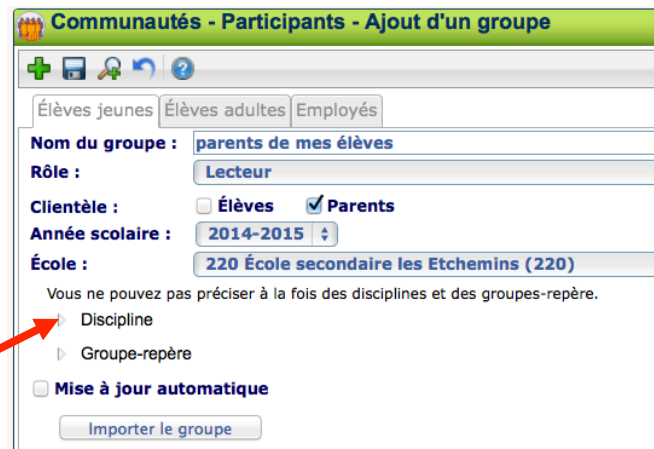 Communautés - Participants - Ajout d'un groupe
Élèves jeunes Élèves adultes Employés
Nom du groupe : parents de mes élèves
Rôle : Lecteur
Clientèle : Élèves Parents
Année scolaire : 2014-2015
École : 220 École secondaire les Etchemins (220)
Vous ne pouvez pas préciser à la fois des disciplines et des groupes-repère.
Discipline
Groupe-repère
Mise à jour automatique
Importer le groupe